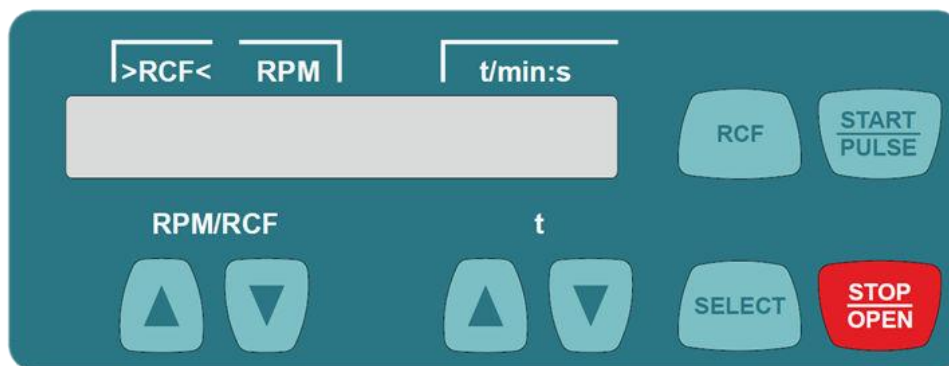 >RCF< RPM t/min:s
RCF
START
PULSE
RPM/RCF t
SELECT
STOP
OPEN